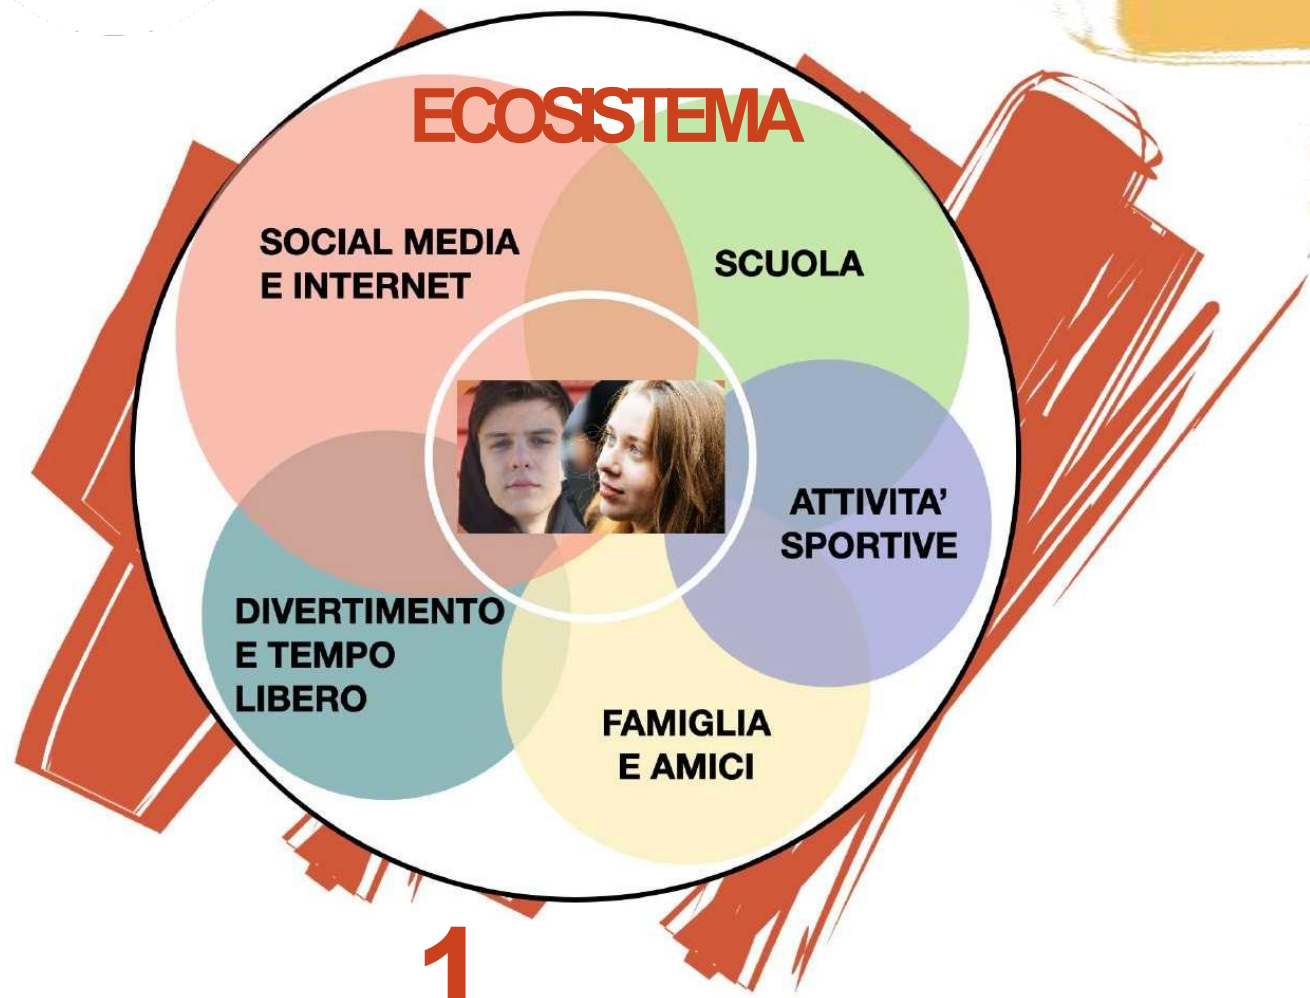 ECOSISTEMA
SOCIAL MEDIA
E INTERNET
SCUOLA
ATTIVITA'
SPORTIVE
DIVERTIMENTO
E TEMPO
LIBERO
FAMIGLIA
E AMICI
1